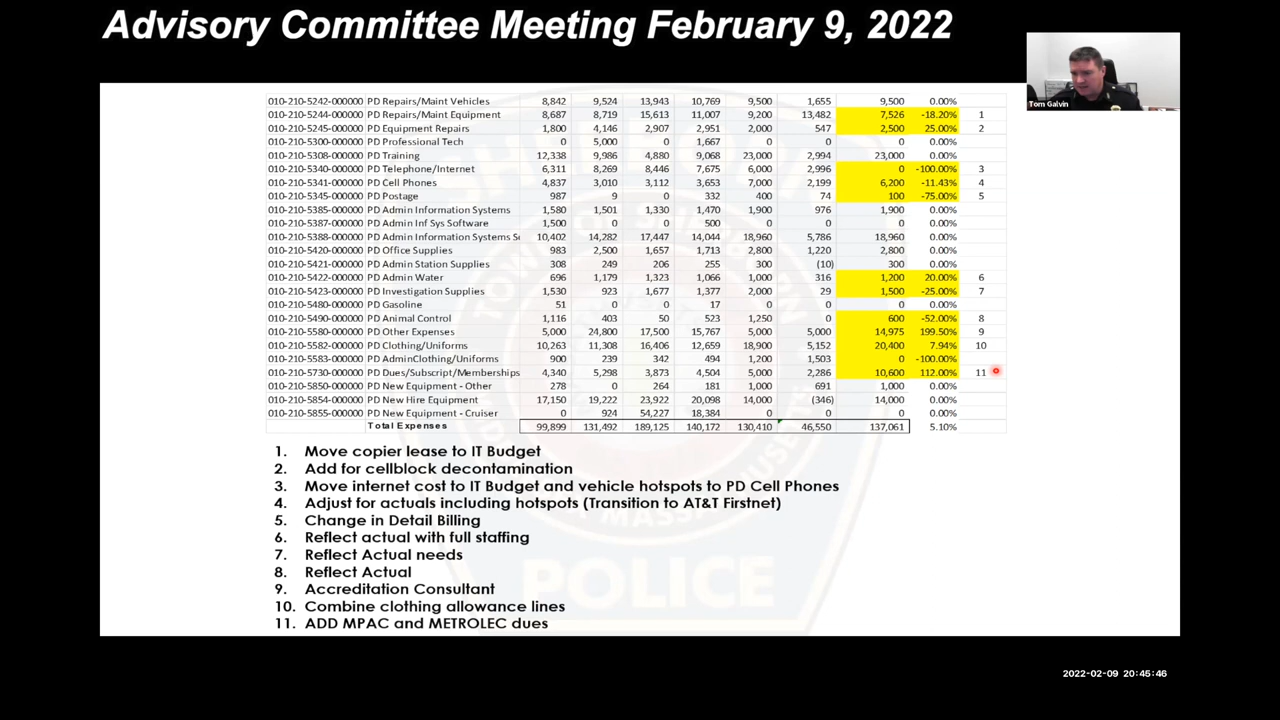 Advisory Committee Meeting February 9, 2022
Tom Galvin
010-210-5242-000000 PD Repairs/Maint Vehicles 8,842 9,524 13,943 10,769 9,500 1,655 9,500 0.00%
010-210-5244-000000 PD Repairs/Maint Equipment 8,687 8,719 15,613 11,007 9,200 13,482 7,526 -18.20% 1
010-210-5245-000000 PD Equipment Repairs 1,800 4,146 2,907 2,951 2,000 547 2,500 25.00% 2
010-210-5300-000000 PD Professional Tech 0 5,000 0 1,667 0 0 0 0.00%
010-210-5308-000000 PD Training 12,338 9,986 4,880 9,068 23,000 2,994 23,000 0.00%
010-210-5340-000000 PD Telephone/Internet 6,311 8,269 8,446 7,675 6,000 2,996 0 -100.00% 3
010-210-5341-000000 PD Cell Phones 4,837 3,010 3,112 3,653 7,000 2,199 6,200 -11.43% 4
010-210-5345-000000 PD Postage 987 9 0 332 400 74 100 -75.00% 5
010-210-5385-000000 PD Admin Information Systems 1,580 1,501 1,330 1,470 1,900 976 1,900 0.00%
010-210-5387-000000 PD Admin Inf Sys Software 1,500 0 0 500 0 0 0 0.00%
010-210-5388-000000 PD Admin Information Systems Su 10,402 14,282 17,447 14,044 18,960 5,786 18,960 0.00%
010-210-5420-000000 PD Office Supplies 983 2,500 1,657 1,713 2,800 1,220 2,800 0.00%
010-210-5421-000000 PD Admin Station Supplies 308 249 206 255 300 (10) 300 0.00%
010-210-5422-000000 PD Admin Water 696 1,179 1,323 1,066 1,000 316 1,200 20.00% 6
010-210-5423-000000 PD Investigation Supplies 1,530 923 1,677 1,377 2,000 29 1,500 -25.00% 7
010-210-5480-000000 PD Gasoline 51 0 0 17 0 0 0 0.00%
010-210-5490-000000 PD Animal Control 1,116 403 50 523 1,250 0 600 -52.00% 8
010-210-5580-000000 PD Other Expenses 5,000 24,800 17,500 15,767 5,000 5,000 14,975 199.50% 9
010-210-5582-000000 PD Clothing/Uniforms 10,263 11,308 16,406 12,659 18,900 5,152 20,400 7.94% 10
010-210-5583-000000 PD AdminClothing/Uniforms 900 239 342 494 1,200 1,503 0 -100.00%
010-210-5730-000000 PD Dues/Subscript/Memberships 4,340 5,298 3,873 4,504 5,000 2,286 10,600 112.00% 11
010-210-5850-000000 PD New Equipment - Other 278 0 264 181 1,000 691 1,000 0.00%
010-210-5854-000000 PD New Hire Equipment 17,150 19,222 23,922 20,098 14,000 (346) 14,000 0.00%
010-210-5855-000000 PD New Equipment - Cruiser 0 924 54,227 18,384 0 0 0 0.00%
Total Expenses 99,899 131,492 189,125 140,172 130,410 46,550 137,061 5.10%
1. Move copier lease to IT Budget
2. Add for cellblock decontamination
3. Move internet cost to IT Budget and vehicle hotspots to PD Cell Phones
4. Adjust for actuals including hotspots (Transition to AT&T Firstnet)
5. Change in Detail Billing
6. Reflect actual with full staffing
7. Reflect Actual needs
8. Reflect Actual
9. Accreditation Consultant
10. Combine clothing allowance lines
11. ADD MPAC and METROLEC dues
POLICE
2022-02-09 20:45:46